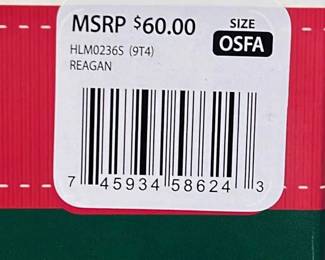 MSRP $60.00
SIZE
OSFA
HLM0236S (9T4)
REAGAN
7 45934 58624 3